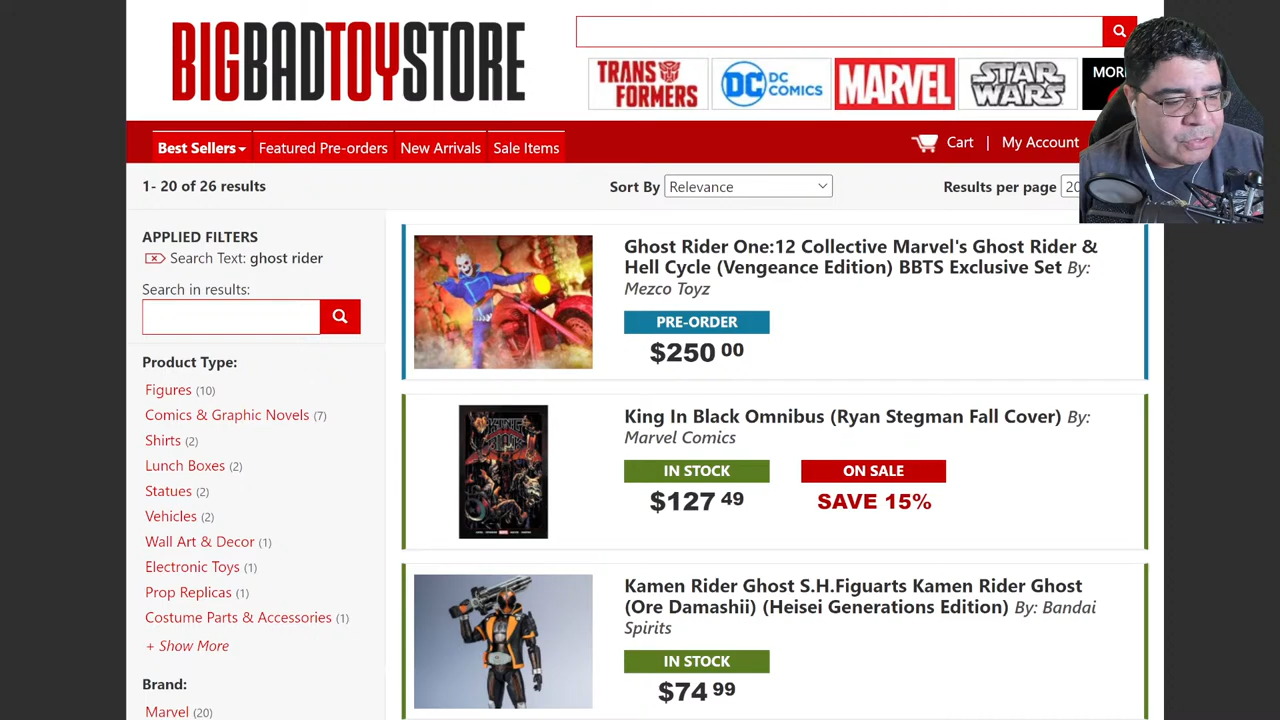 BIGBADTOYSTORE
TRANSFORMERS
DC DC COMICS
MARVEL
STAR WARS
MOR
Best Sellers
Featured Pre-orders
New Arrivals
Sale Items
Cart | My Account
1- 20 of 26 results
Sort By Relevance
Results per page 20
APPLIED FILTERS
Search Text: ghost rider
Search in results:
Product Type:
Figures (10)
Comics & Graphic Novels (7)
Shirts (2)
Lunch Boxes (2)
Statues (2)
Vehicles (2)
Wall Art & Decor (1)
Electronic Toys (1)
Prop Replicas (1)
Costume Parts & Accessories (1)
+ Show More
Brand:
Marvel (20)
Ghost Rider One:12 Collective Marvel's Ghost Rider &
Hell Cycle (Vengeance Edition) BBTS Exclusive Set By:
Mezco Toyz
PRE-ORDER
$250 00
King In Black Omnibus (Ryan Stegman Fall Cover) By:
Marvel Comics
IN STOCK
ON SALE
$127 49
SAVE 15%
Kamen Rider Ghost S.H.Figuarts Kamen Rider Ghost
(Ore Damashii) (Heisei Generations Edition) By: Bandai
Spirits
IN STOCK
$74 99